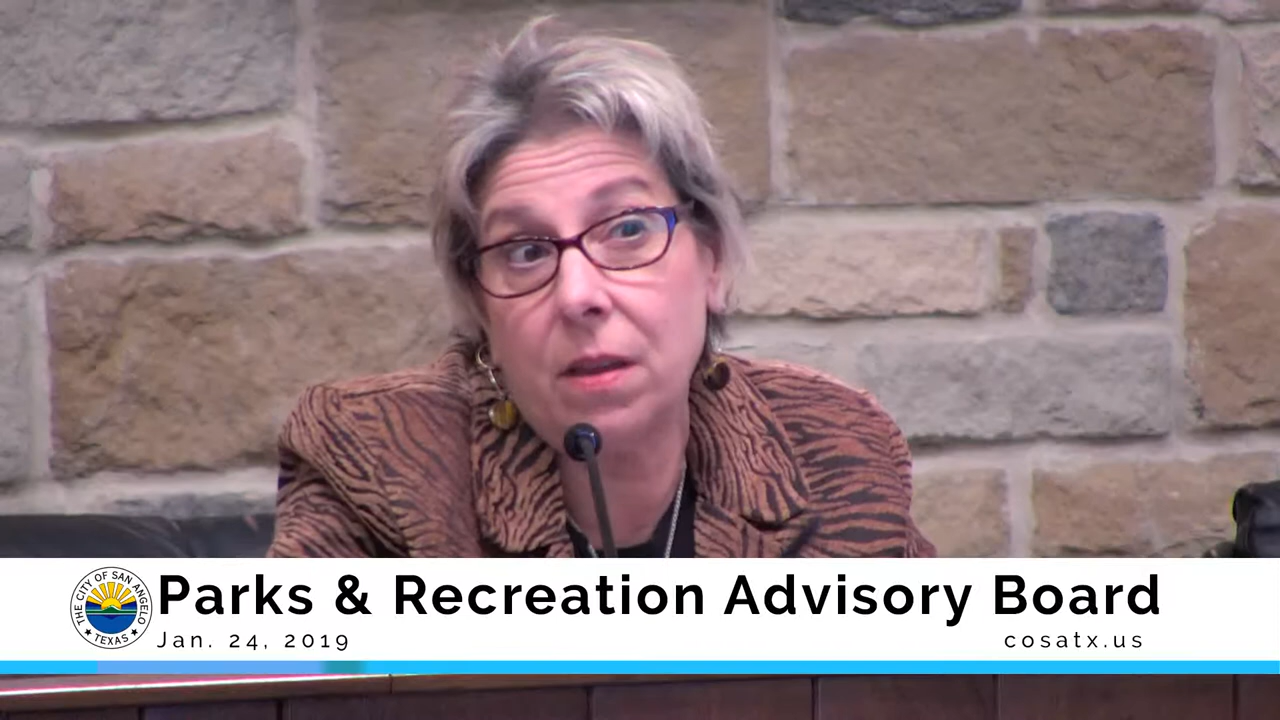 THE CITY OF SAN ANGELO
TEXAS
Parks & Recreation Advisory Board
Jan. 24, 2019
cosatx.us